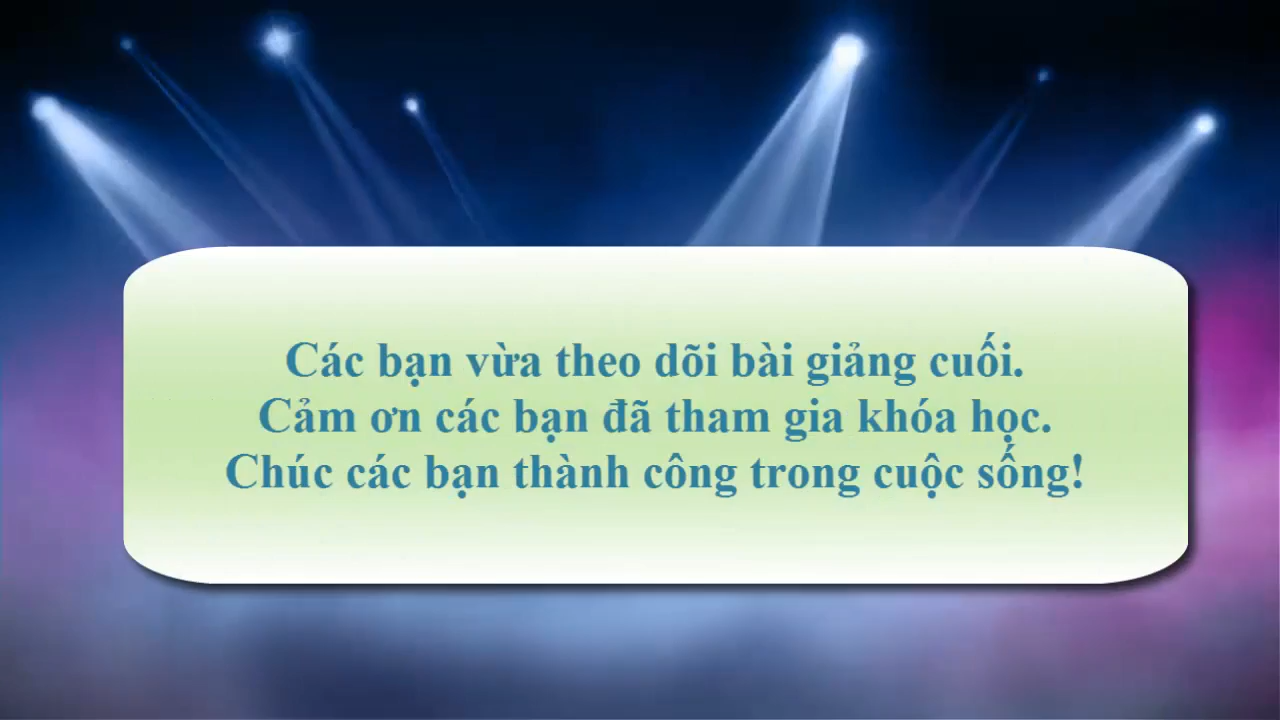 Các bạn vừa theo dõi bài giảng cuối.
Cảm ơn các bạn đã tham gia khóa học.
Chúc các bạn thành công trong cuộc sống!